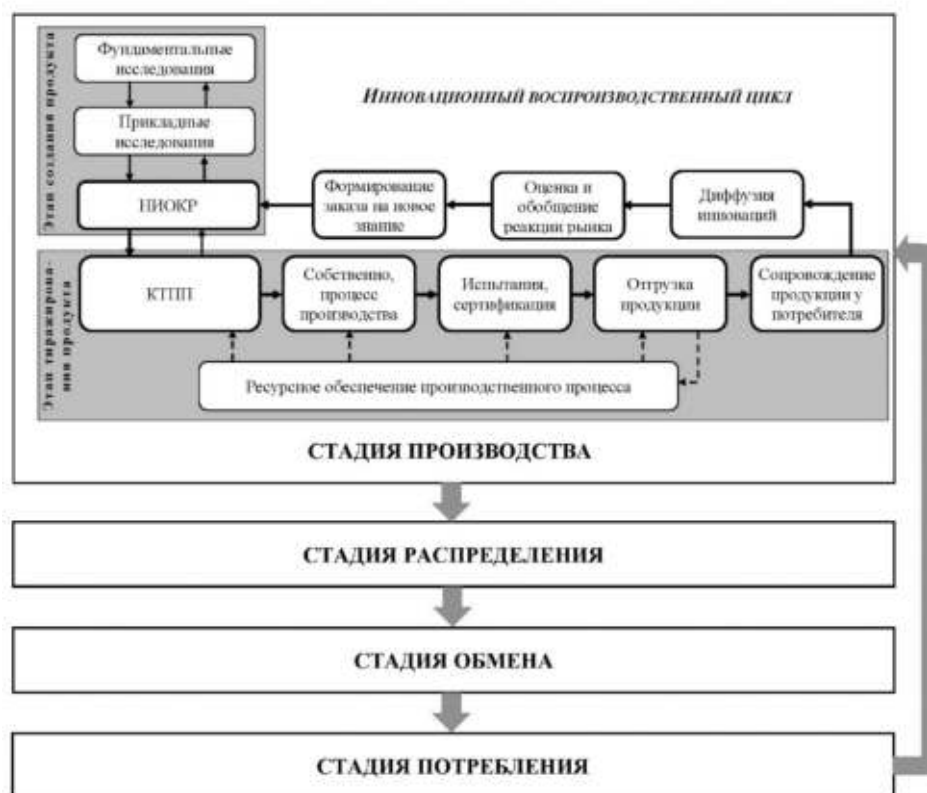 Этап создания продукта
Фундаментальные
исследования
Прикладные
исследования
НИОКР
ИННОВАЦИОННЫЙ ВОСПРОИЗВОДСТВЕННЫЙ ЦИКЛ
Формирование
заказа на новое
знание
Оценка и
обобщение
реакции рынка
Диффузия
инноваций
Этап тиражирова-
нии продукта
КТПП
Собственно,
процесс
производства
Испытания,
сертификация
Отгрузка
продукции
Сопровождение
продукции у
потребителя
Ресурсное обеспечение производственного процесса
СТАДИЯ ПРОИЗВОДСТВА
СТАДИЯ РАСПРЕДЕЛЕНИЯ
СТАДИЯ ОБМЕНА
СТАДИЯ ПОТРЕБЛЕНИЯ